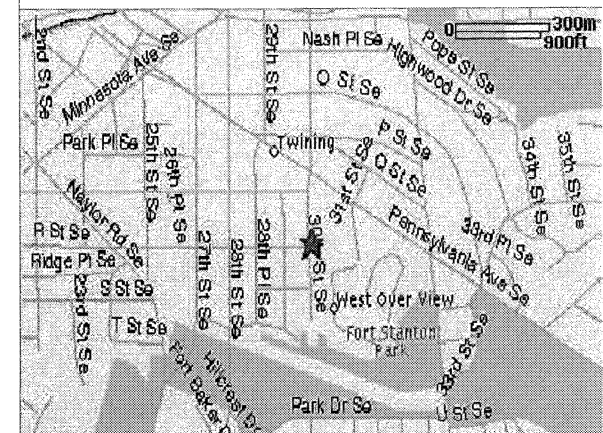 0 300m
900ft
2nd St Se
Minnesota Ave Se
29th St Se
Nash Pl Se
Highwood Dr Se
Pope St Se
O St Se
P St Se
Q St Se
Park Pl Se
25th St Se
26th Pl Se
Twining
31st St Se
34th St Se
35th St Se
Naylor Rd Se
R St Se
Ridge Pl Se
23rd St Se
S St Se
T St Se
27th St Se
28th St Se
28th Pl Se
30th St Se
Pennsylvania Ave Se
33rd Pl Se
West Over View
Fort Stanton
Park
33rd St Se
Fort Baker D
Hillcrest Dr
Park Dr Se
U St Se